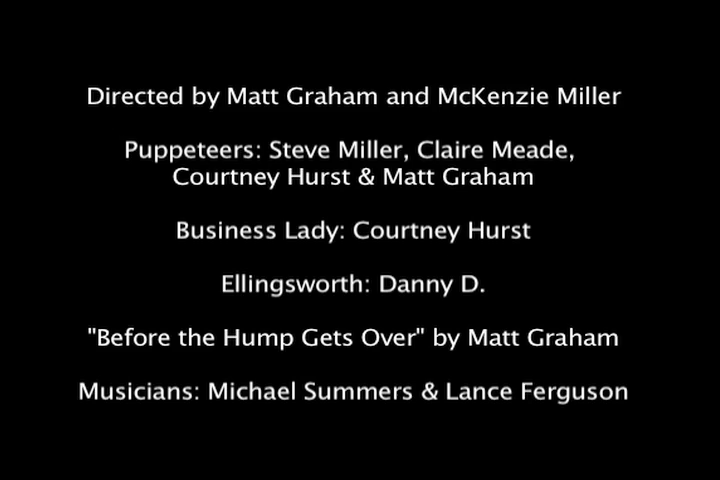 Directed by Matt Graham and McKenzie Miller
Puppeteers: Steve Miller, Claire Meade,
Courtney Hurst & Matt Graham
Business Lady: Courtney Hurst
Ellingsworth: Danny D.
"Before the Hump Gets Over" by Matt Graham
Musicians: Michael Summers & Lance Ferguson